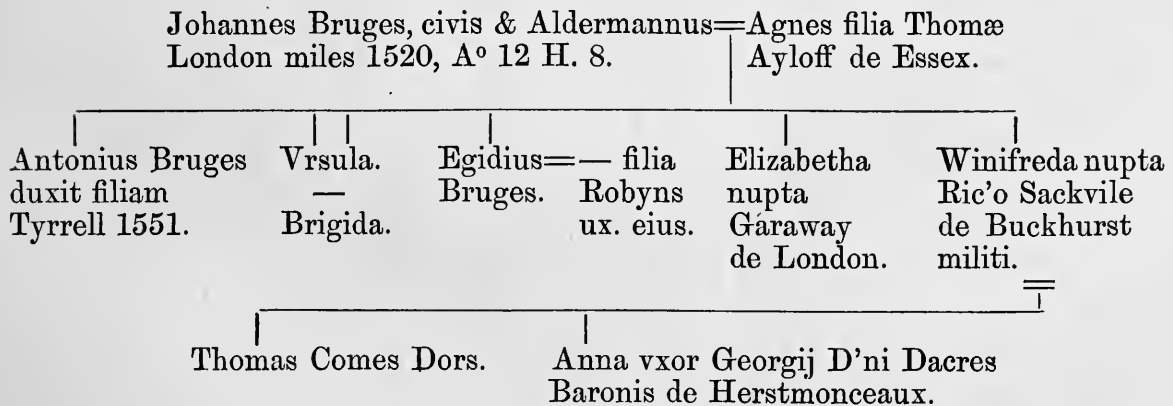 Johannes Bruges, civis & Aldermannus=Agnes filia Thomæ
London miles 1520, Aº 12 H. 8.
Ayloff de Essex.
Antonius Bruges
duxit filiam
Tyrrell 1551.
Vrsula.
—
Brigida.
Egidius=— filia
Bruges.
Robyns
ux. eius.
Elizabetha
nupta
Garaway
de London.
Winifreda nupta
Ric'o Sackvile
de Buckhurst
militi.
Thomas Comes Dors.
Anna vxor Georgij D'ni Dacres
Baronis de Herstmonceaux.